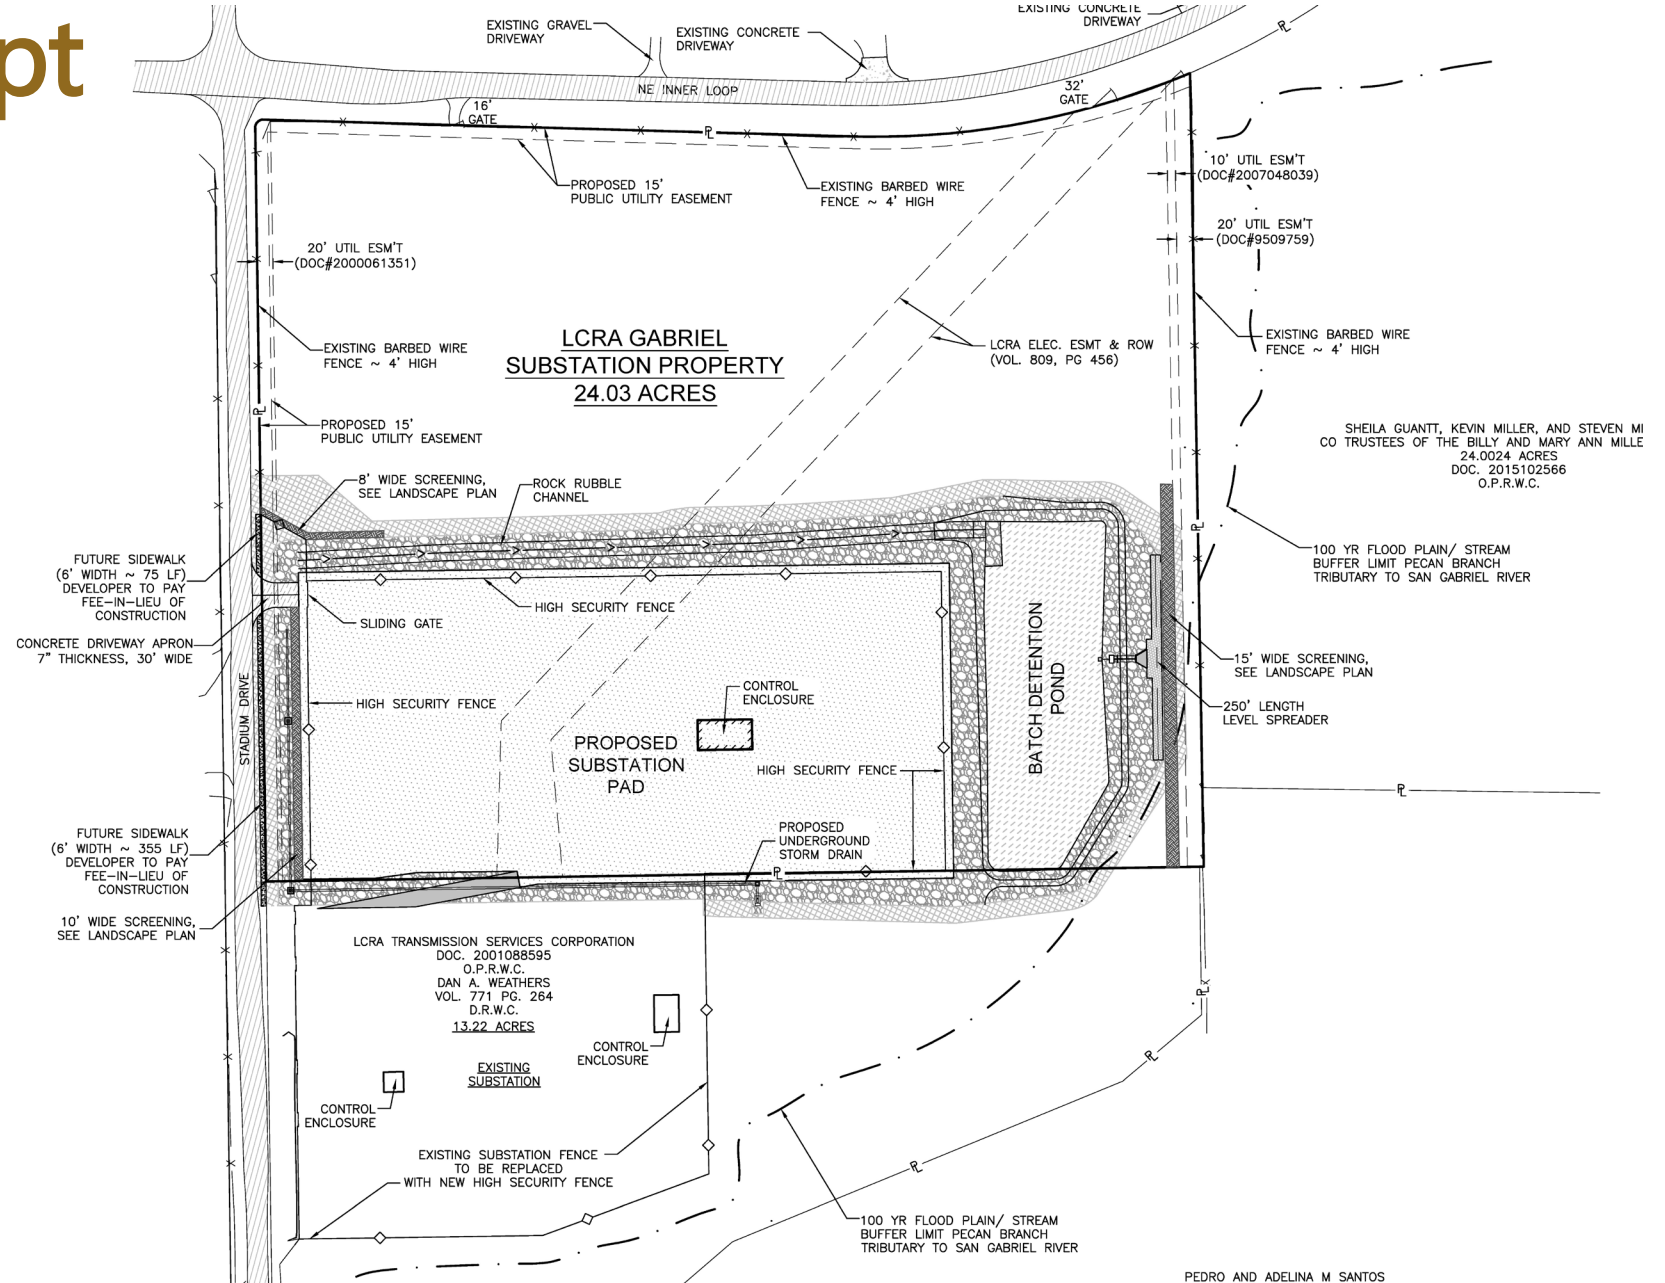 pt
EXISTING GRAVEL
DRIVEWAY
EXISTING CONCRETE
DRIVEWAY
EXISTING CONCRETE
DRIVEWAY
PL
NE INNER LOOP
16'
GATE
32'
GATE
PL
10' UTIL ESM'T
(DOC#2007048039)
PROPOSED 15'
PUBLIC UTILITY EASEMENT
EXISTING BARBED WIRE
FENCE ~ 4' HIGH
20' UTIL ESM'T
(DOC#9509759)
20' UTIL ESM'T
(DOC#2000061351)
EXISTING BARBED WIRE
FENCE ~ 4' HIGH
LCRA GABRIEL
SUBSTATION PROPERTY
24.03 ACRES
LCRA ELEC. ESMT & ROW
(VOL. 809, PG 456)
EXISTING BARBED WIRE
FENCE ~ 4' HIGH
PL
PROPOSED 15'
PUBLIC UTILITY EASEMENT
SHEILA GUANTT, KEVIN MILLER, AND STEVEN MI
CO TRUSTEES OF THE BILLY AND MARY ANN MILLE
24.0024 ACRES
DOC. 2015102566
O.P.R.W.C.
8' WIDE SCREENING,
SEE LANDSCAPE PLAN
ROCK RUBBLE
CHANNEL
PL
100 YR FLOOD PLAIN/ STREAM
BUFFER LIMIT PECAN BRANCH
TRIBUTARY TO SAN GABRIEL RIVER
FUTURE SIDEWALK
(6' WIDTH ~ 75 LF)
DEVELOPER TO PAY
FEE-IN-LIEU OF
CONSTRUCTION
HIGH SECURITY FENCE
SLIDING GATE
CONCRETE DRIVEWAY APRON
7" THICKNESS, 30' WIDE
BATCH DETENTION
POND
15' WIDE SCREENING,
SEE LANDSCAPE PLAN
STADIUM DRIVE
HIGH SECURITY FENCE
CONTROL
ENCLOSURE
250' LENGTH
LEVEL SPREADER
PROPOSED
SUBSTATION
PAD
HIGH SECURITY FENCE
PL
FUTURE SIDEWALK
(6' WIDTH ~ 355 LF)
DEVELOPER TO PAY
FEE-IN-LIEU OF
CONSTRUCTION
PROPOSED
UNDERGROUND
STORM DRAIN
PL
10' WIDE SCREENING,
SEE LANDSCAPE PLAN
LCRA TRANSMISSION SERVICES CORPORATION
DOC. 2001088595
O.P.R.W.C.
DAN A. WEATHERS
VOL. 771 PG. 264
D.R.W.C.
13.22 ACRES
PL
CONTROL
ENCLOSURE
PL
EXISTING
SUBSTATION
CONTROL
ENCLOSURE
EXISTING SUBSTATION FENCE
TO BE REPLACED
WITH NEW HIGH SECURITY FENCE
PL
100 YR FLOOD PLAIN/ STREAM
BUFFER LIMIT PECAN BRANCH
TRIBUTARY TO SAN GABRIEL RIVER
PEDRO AND ADELINA M SANTOS